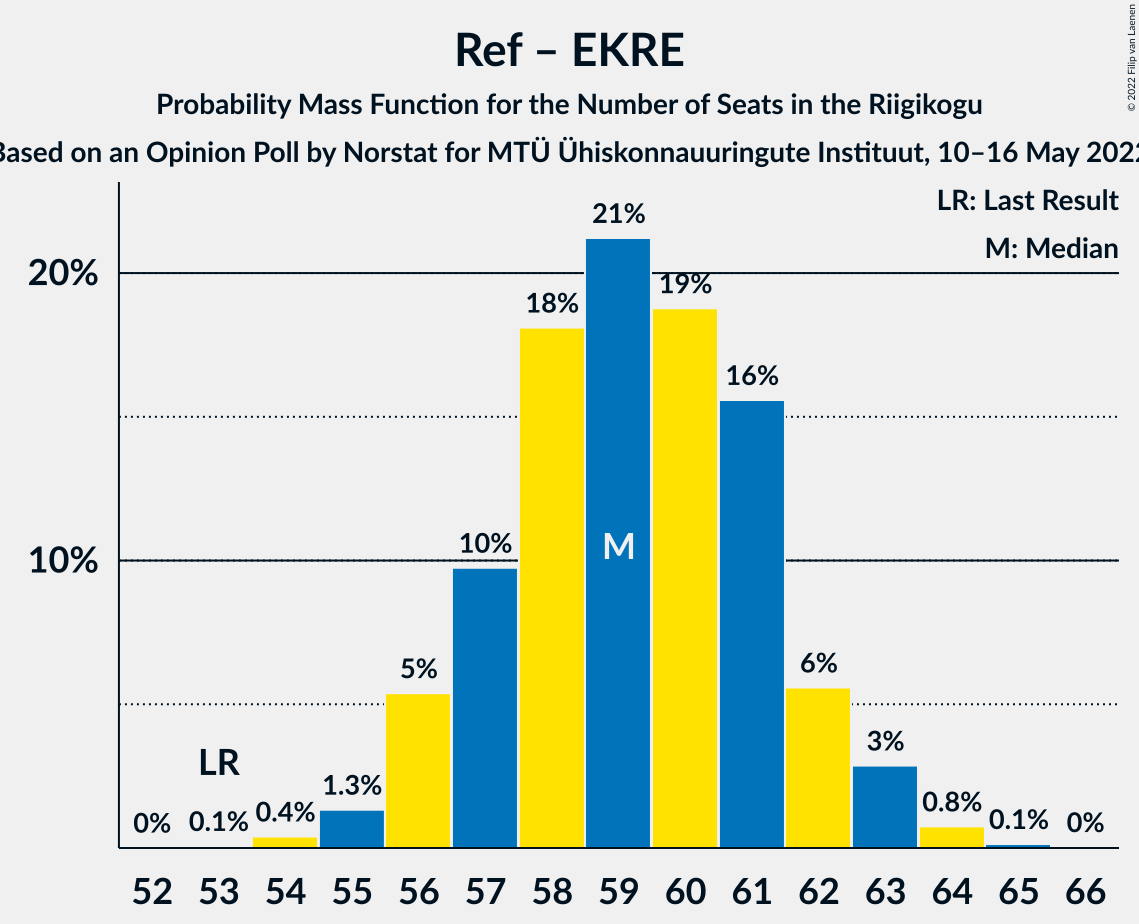 Ref – EKRE
Probability Mass Function for the Number of Seats in the Riigikogu
Based on an Opinion Poll by Norstat for MTÜ Ühiskonnauuringute Instituut, 10–16 May 2022
© 2022 Filip van Laenen
LR: Last Result
M: Median
20%
10%
0%
0.1%
0.4%
1.3%
5%
10%
18%
21%
19%
16%
6%
3%
0.8%
0.1%
0%
LR
M
52 53 54 55 56 57 58 59 60 61 62 63 64 65 66